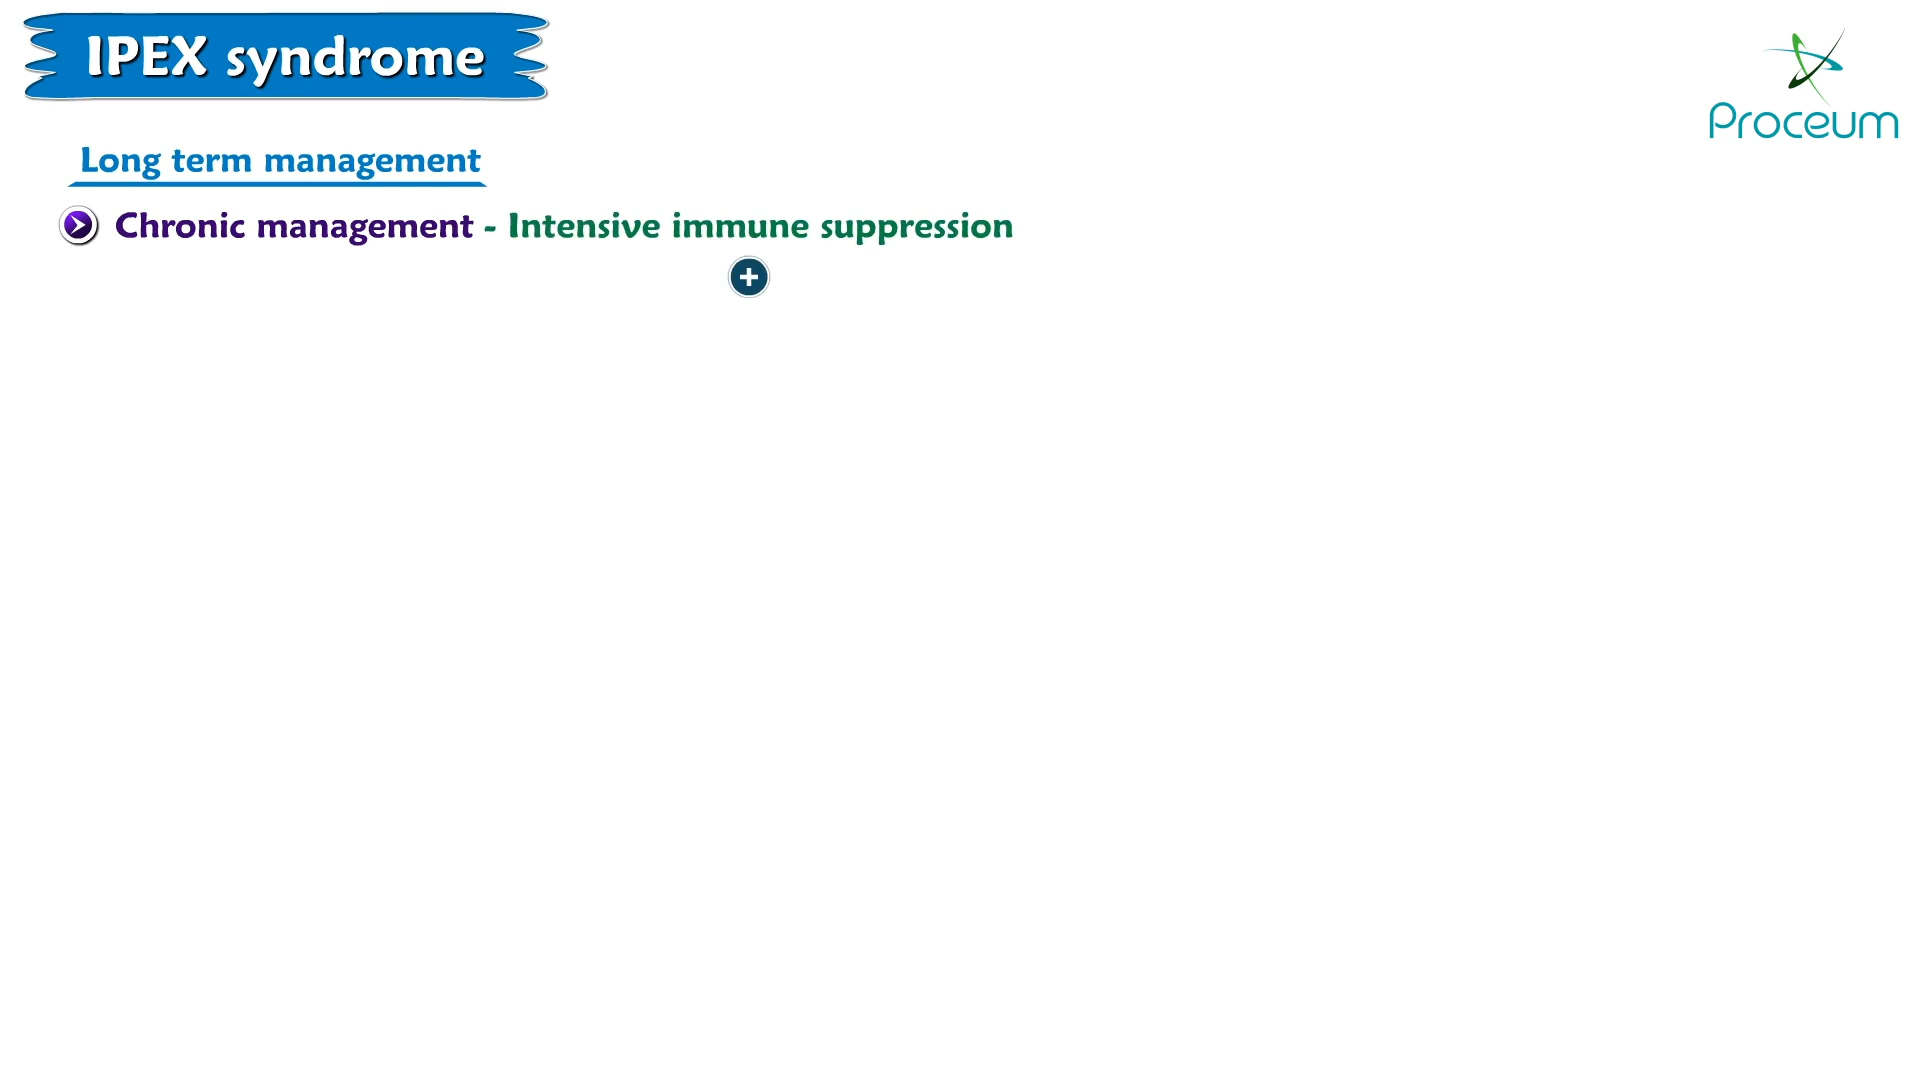 IPEX syndrome
Proceum
Long term management
Chronic management - Intensive immune suppression
+